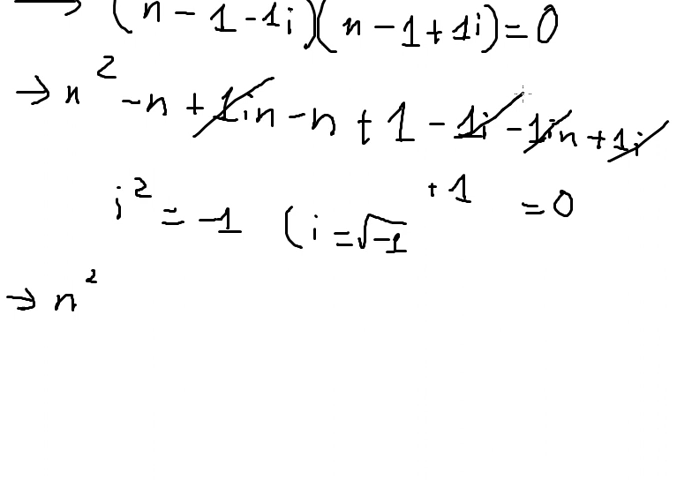 → (n - 1 - 1i)(n - 1 + 1i) = 0
→ n² - n + 1in - n + 1 - 1i - 1in + 1i
+ 1 = 0
i² = -1 (i = √-1
→ n²